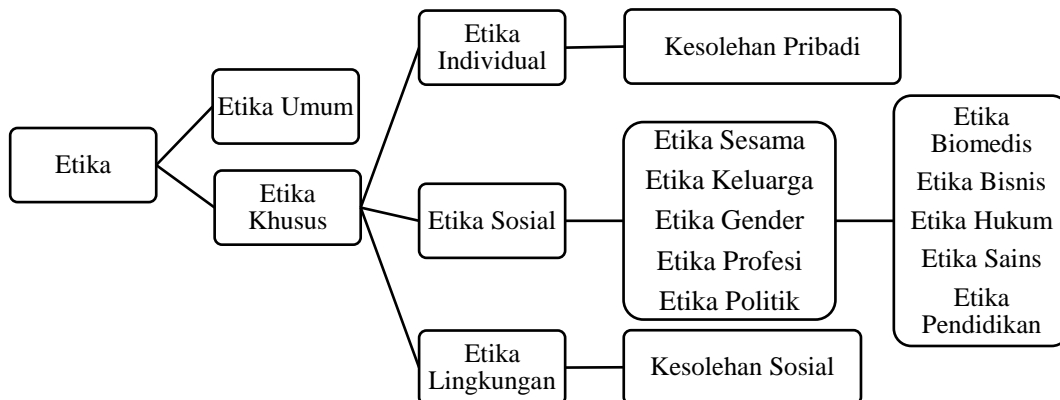 Etika
Etika Umum
Etika
Khusus
Etika
Individual
Kesolehan Pribadi
Etika Sosial
Etika Sesama
Etika Keluarga
Etika Gender
Etika Profesi
Etika Politik
Etika
Biomedis
Etika Bisnis
Etika Hukum
Etika Sains
Etika
Pendidikan
Etika
Lingkungan
Kesolehan Sosial